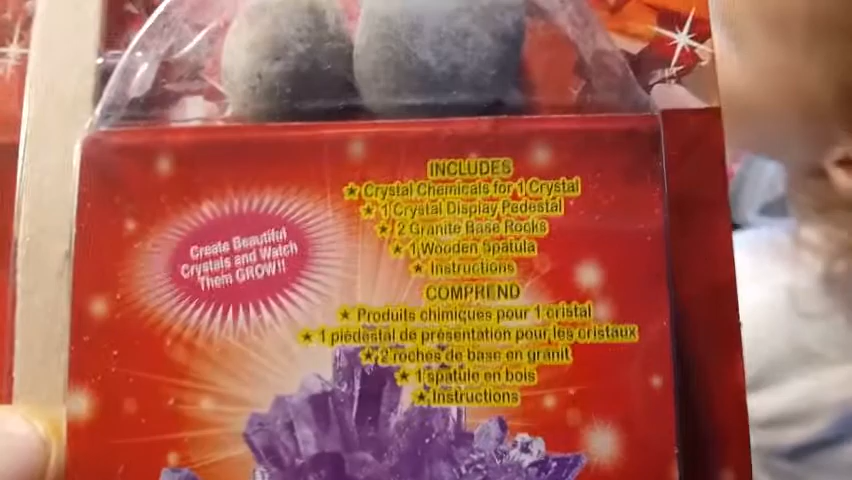 INCLUDES
★ Crystal Chemicals for 1 Crystal
★ 1 Crystal Display Pedestal
★ 2 Granite Base Rocks
★ 1 Wooden Spatula
★ Instructions
COMPREND
★ Produits chimiques pour 1 cristal
★ 1 piédestal de présentation pour les cristaux
★ 2 roches de base en granit
★ 1 spatule en bois
★ Instructions
Create Beautiful
Crystals and Watch
Them GROW!!